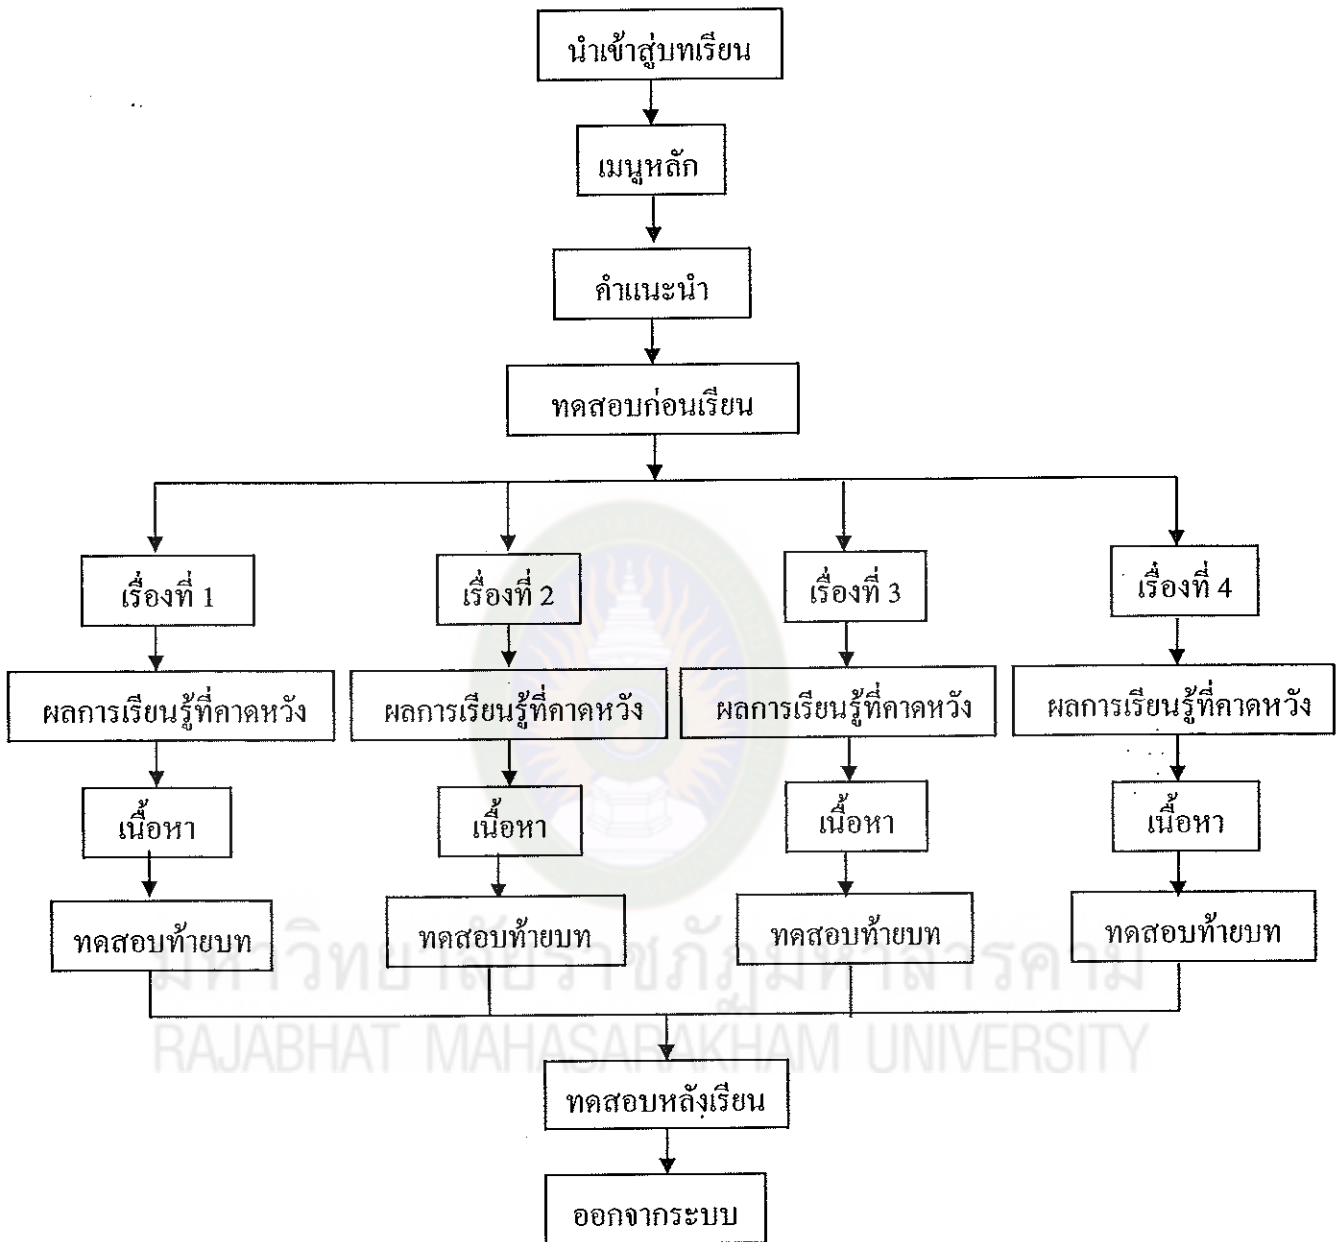 นำเข้าสู่บทเรียน
เมนูหลัก
คำแนะนำ
ทดสอบก่อนเรียน
เรื่องที่ 1
เรื่องที่ 2
เรื่องที่ 3
เรื่องที่ 4
ผลการเรียนรู้ที่คาดหวัง
ผลการเรียนรู้ที่คาดหวัง
ผลการเรียนรู้ที่คาดหวัง
ผลการเรียนรู้ที่คาดหวัง
เนื้อหา
เนื้อหา
เนื้อหา
เนื้อหา
ทดสอบท้ายบท
ทดสอบท้ายบท
ทดสอบท้ายบท
ทดสอบท้ายบท
มหาวิทยาลัยราชภัฏมหาสารคาม
RAJABHAT MAHASARAKHAM UNIVERSITY
ทดสอบหลังเรียน
ออกจากระบบ